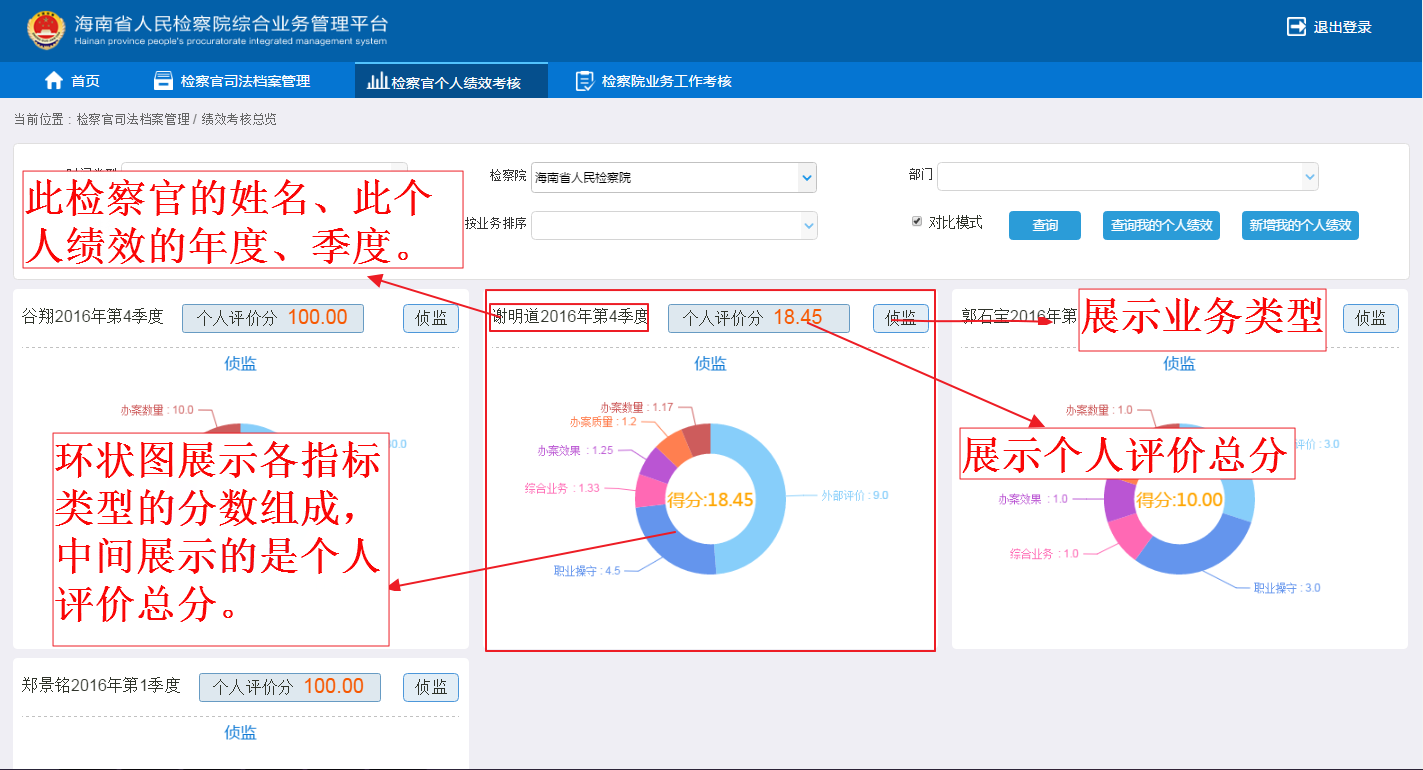 海南省人民检察院综合业务管理平台
Hainan province people's procuratorate integrated management system
退出登录
首页
检察官司法档案管理
检察官个人绩效考核
检察院业务工作考核
当前位置：检察官司法档案管理 / 绩效考核总览
检察院
海南省人民检察院
部门
按业务排序
对比模式
查询
查询我的个人绩效
新增我的个人绩效
此检察官的姓名、此个
人绩效的年度、季度。
谷翔2016年第4季度
个人评价分 100.00
侦监
侦监
办案数量 : 10.0
环状图展示各指标
类型的分数组成，
中间展示的是个人
评价总分。
谢明道2016年第4季度
个人评价分 18.45
侦监
侦监
办案数量 : 1.17
办案质量 : 1.2
办案效果 : 1.25
综合业务 : 1.33
职业操守 : 4.5
外部评价 : 9.0
得分:18.45
郭石宝2016年第
展示业务类型
侦监
侦监
办案数量 : 1.0
展示个人评价总分
评价 : 3.0
办案效果 : 1.0
综合业务 : 1.0
职业操守 : 3.0
得分:10.00
郑景铭2016年第1季度
个人评价分 100.00
侦监
侦监